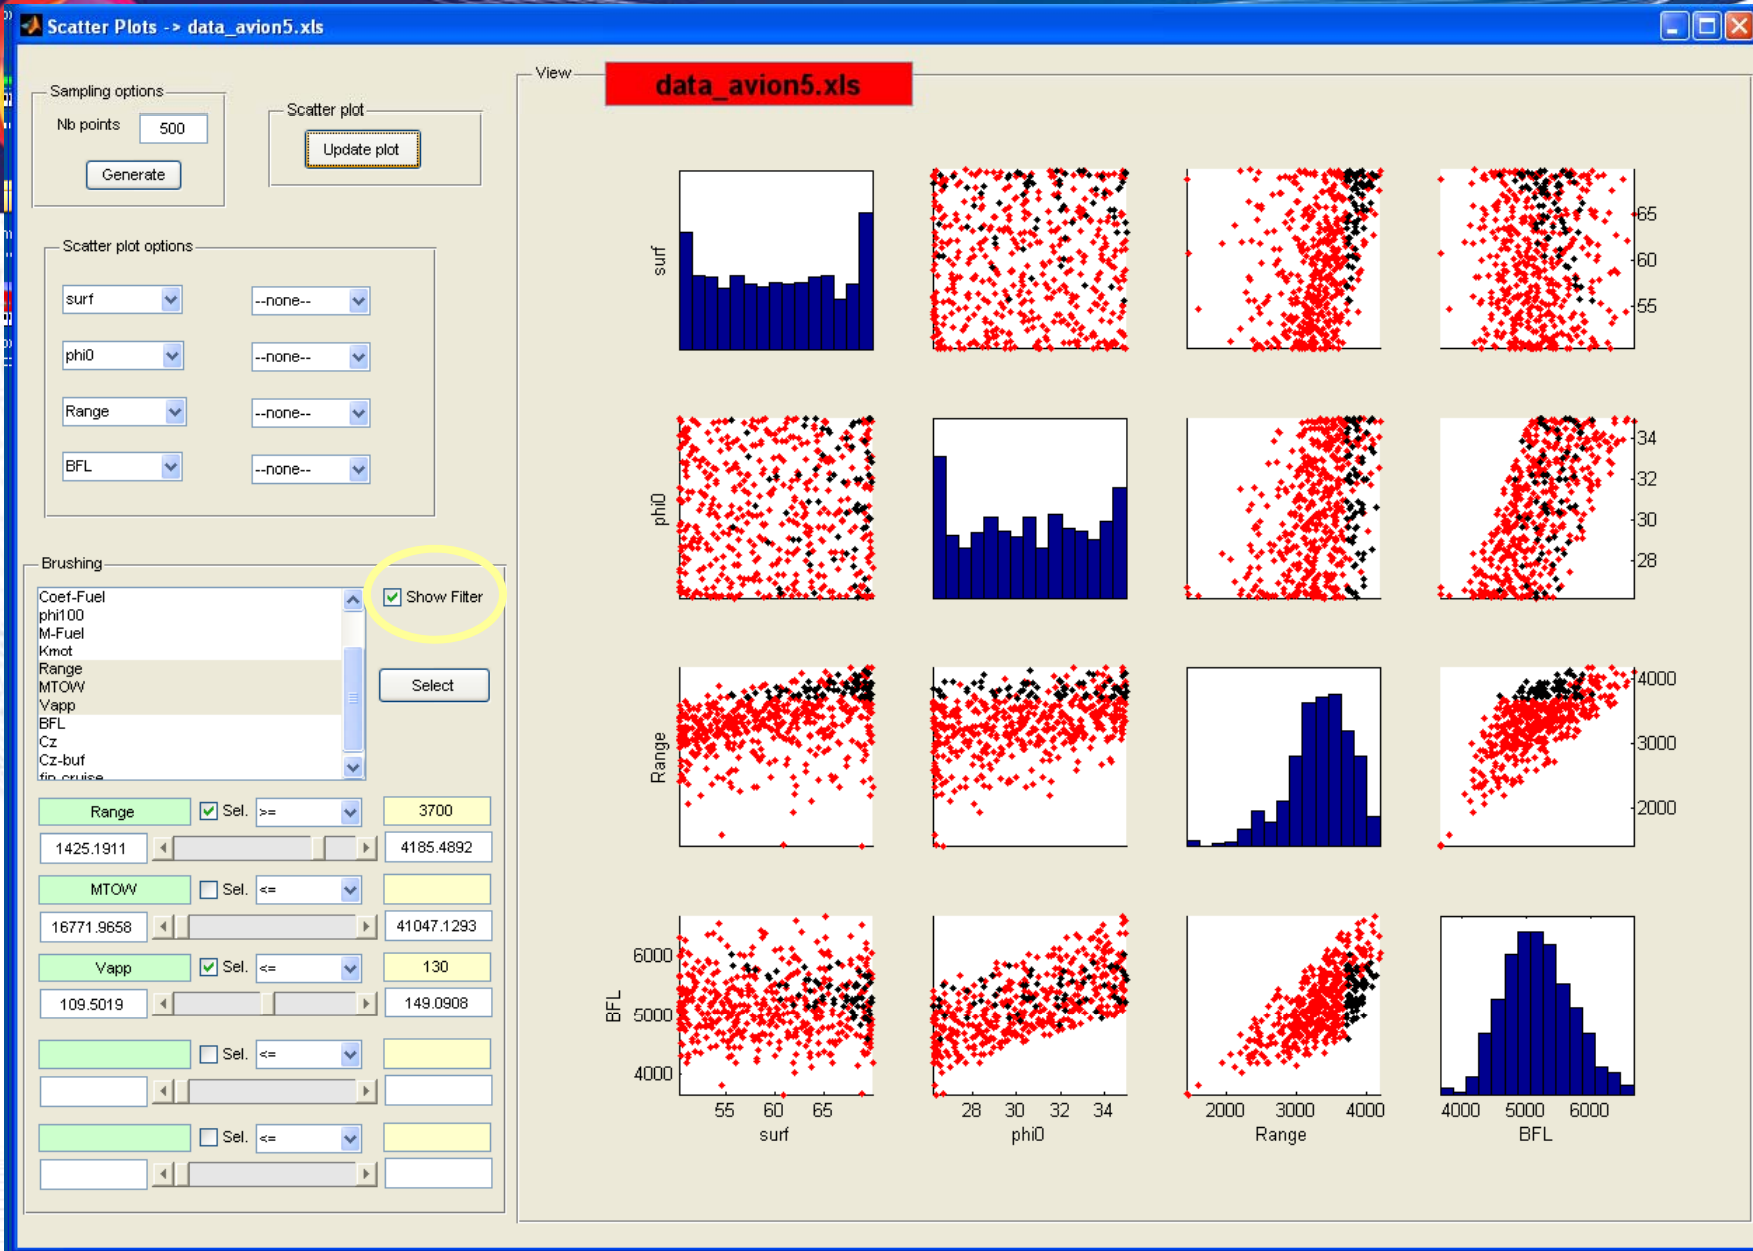 Scatter Plots -> data_avion5.xls
Sampling options
Nb points 500
Generate
Scatter plot
Update plot
Scatter plot options
surf --none--
phi0 --none--
Range --none--
BFL --none--
Brushing
Coef-Fuel
phi100
M-Fuel
Kmot
Range
MTOW
Vapp
BFL
Cz
Cz-buf
fin cruise
Show Filter
Select
Range Sel. >= 3700
1425.1911 4185.4892
MTOW Sel. <=
16771.9658 41047.1293
Vapp Sel. <= 130
109.5019 149.0908
Sel. <=
Sel. <=
View
data_avion5.xls
surf
65
60
55
phi0
34
32
30
28
Range
4000
3000
2000
BFL
6000
5000
4000
55 60 65 28 30 32 34 2000 3000 4000 4000 5000 6000
surf phi0 Range BFL